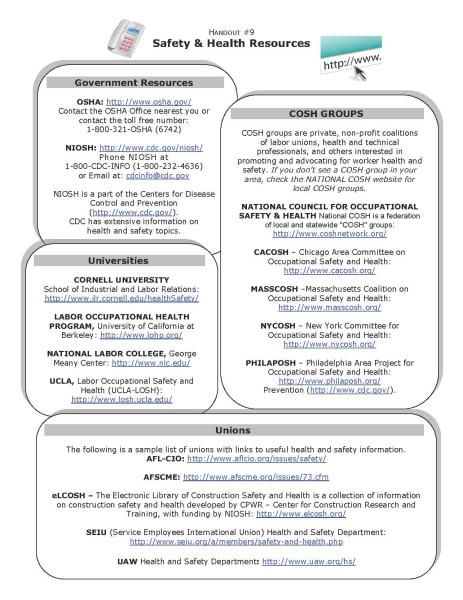 HANDOUT #9
Safety & Health Resources
http://www.
Government Resources
OSHA: http://www.osha.gov/
Contact the OSHA Office nearest you or
contact the toll free number:
1-800-321-OSHA (6742)
NIOSH: http://www.cdc.gov/niosh/
Phone NIOSH at
1-800-CDC-INFO (1-800-232-4636)
or Email at: cdcinfo@cdc.gov
NIOSH is a part of the Centers for Disease
Control and Prevention
(http://www.cdc.gov/).
CDC has extensive information on
health and safety topics.
Universities
CORNELL UNIVERSITY
School of Industrial and Labor Relations:
http://www.ilr.cornell.edu/healthSafety/
LABOR OCCUPATIONAL HEALTH
PROGRAM, University of California at
Berkeley: http://www.lohp.org/
NATIONAL LABOR COLLEGE, George
Meany Center: http://www.nlc.edu/
UCLA, Labor Occupational Safety and
Health (UCLA-LOSH):
http://www.losh.ucla.edu/
COSH GROUPS
COSH groups are private, non-profit coalitions
of labor unions, health and technical
professionals, and others interested in
promoting and advocating for worker health and
safety. If you don't see a COSH group in your
area, check the NATIONAL COSH website for
local COSH groups.
NATIONAL COUNCIL FOR OCCUPATIONAL
SAFETY & HEALTH National COSH is a federation
of local and statewide "COSH" groups:
http://www.coshnetwork.org/
CACOSH – Chicago Area Committee on
Occupational Safety and Health:
http://www.cacosh.org/
MASSCOSH –Massachusetts Coalition on
Occupational Safety and Health:
http://www.masscosh.org/
NYCOSH – New York Committee for
Occupational Safety and Health:
http://www.nycosh.org/
PHILAPOSH – Philadelphia Area Project for
Occupational Safety and Health:
http://www.philaposh.org/
Prevention (http://www.cdc.gov/).
Unions
The following is a sample list of unions with links to useful health and safety information.
AFL-CIO: http://www.aflcio.org/issues/safety/
AFSCME: http://www.afscme.org/issues/73.cfm
eLCOSH – The Electronic Library of Construction Safety and Health is a collection of information
on construction safety and health developed by CPWR – Center for Construction Research and
Training, with funding by NIOSH: http://www.elcosh.org/
SEIU (Service Employees International Union) Health and Safety Department:
http://www.seiu.org/a/members/safety-and-health.php
UAW Health and Safety Department: http://www.uaw.org/hs/